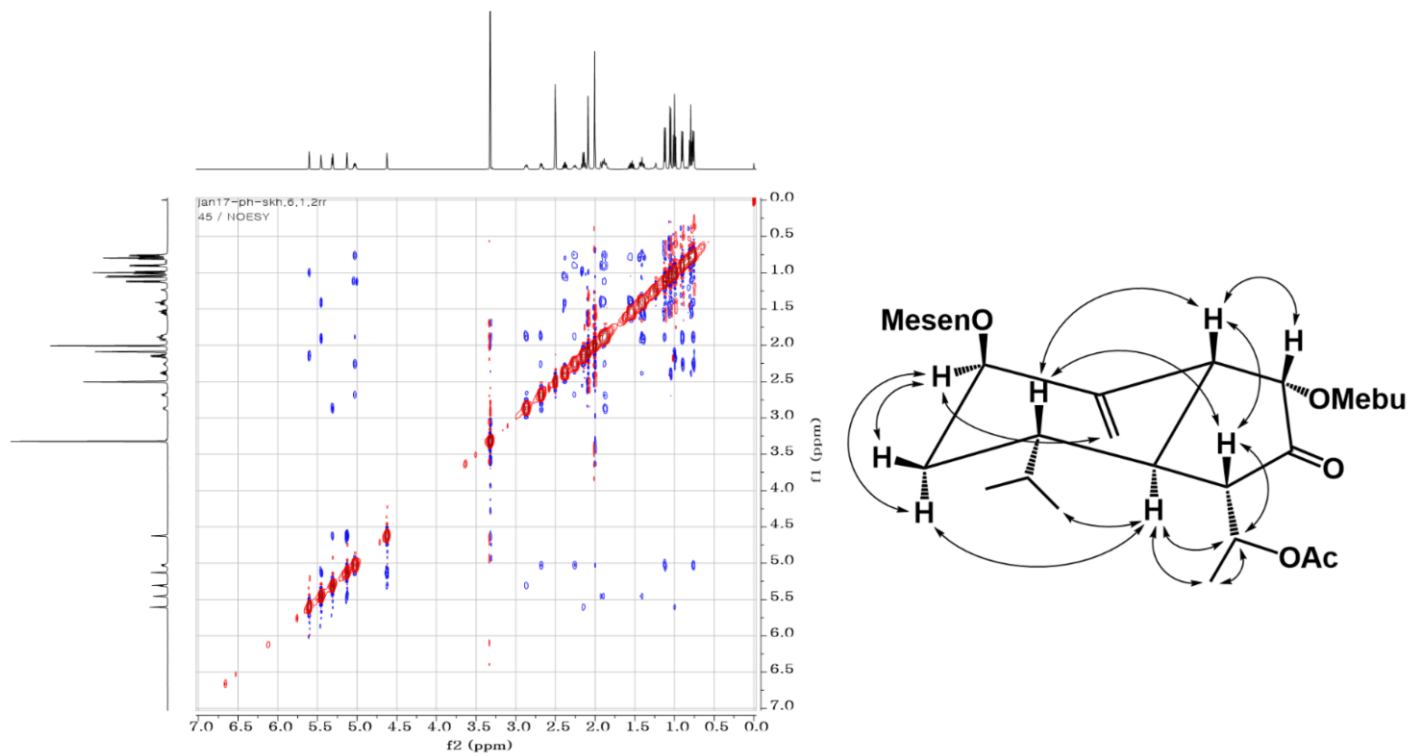 jan17-ph-skh.6.1.2rr
45 / NOESY
0.0
0.5
1.0
1.5
2.0
2.5
3.0
3.5
4.0
4.5
5.0
5.5
6.0
6.5
7.0
f1 (ppm)
7.0 6.5 6.0 5.5 5.0 4.5 4.0 3.5 3.0 2.5 2.0 1.5 1.0 0.5 0.0
f2 (ppm)
H
MesenO
H
H
H
OMebu
H
H
O
H
H
H
OAc